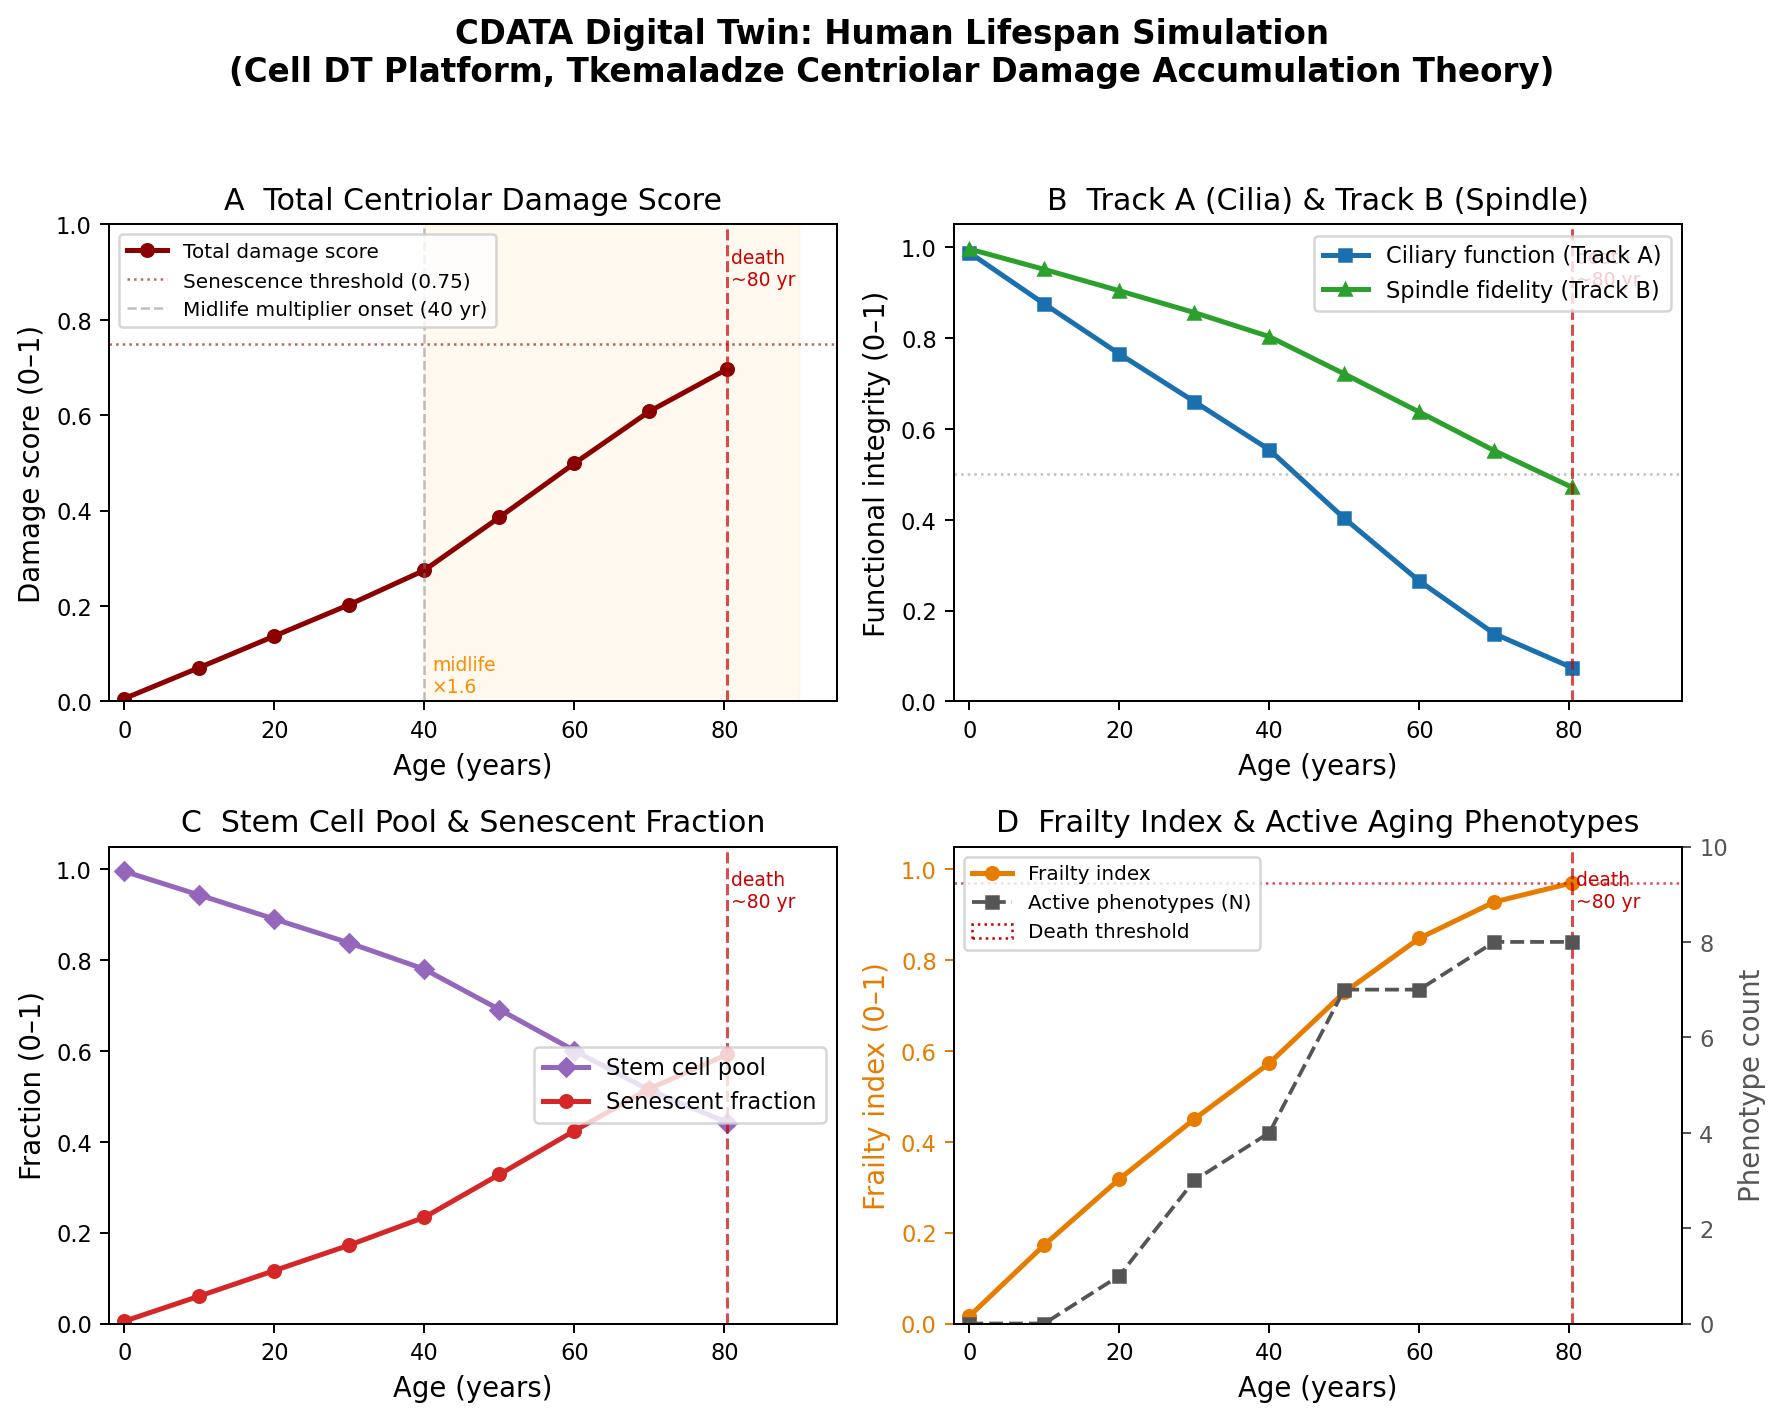 CDATA Digital Twin: Human Lifespan Simulation
(Cell DT Platform, Tkemaladze Centriolar Damage Accumulation Theory)
A  Total Centriolar Damage Score
Damage score (0–1)
1.0
0.8
0.6
0.4
0.2
0.0
Total damage score
Senescence threshold (0.75)
Midlife multiplier onset (40 yr)
death
~80 yr
midlife
×1.6
0 20 40 60 80
Age (years)
B  Track A (Cilia) & Track B (Spindle)
Functional integrity (0–1)
1.0
0.8
0.6
0.4
0.2
0.0
Ciliary function (Track A)
Spindle fidelity (Track B)
death
~80 yr
0 20 40 60 80
Age (years)
C  Stem Cell Pool & Senescent Fraction
Fraction (0–1)
1.0
0.8
0.6
0.4
0.2
0.0
death
~80 yr
Stem cell pool
Senescent fraction
0 20 40 60 80
Age (years)
D  Frailty Index & Active Aging Phenotypes
Frailty index (0–1)
1.0
0.8
0.6
0.4
0.2
0.0
Frailty index
Active phenotypes (N)
Death threshold
death
~80 yr
10
8
6
4
2
0
Phenotype count
0 20 40 60 80
Age (years)